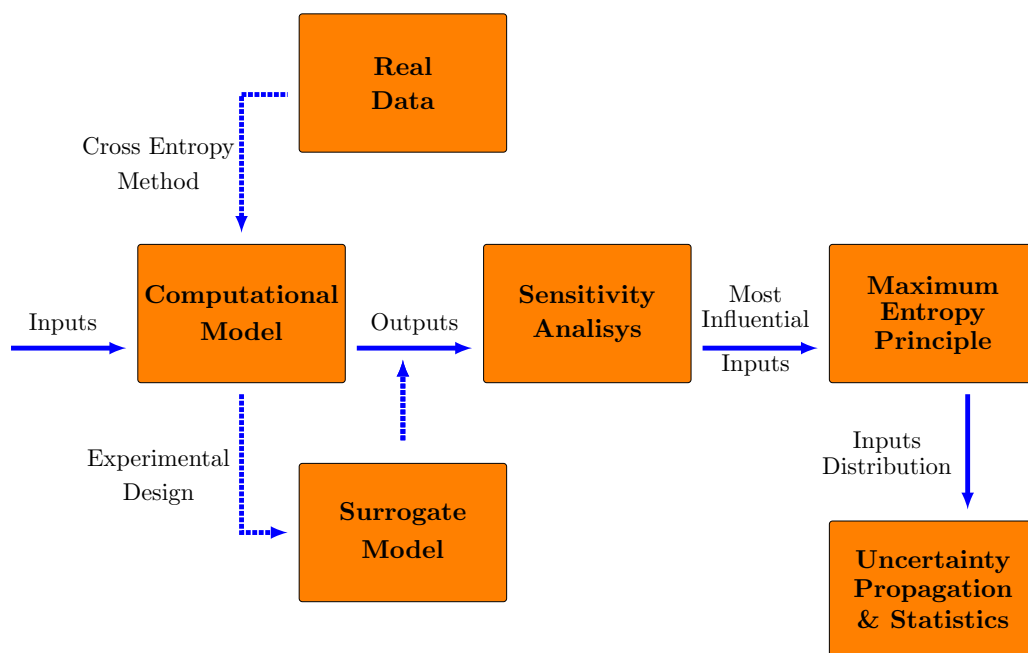 Real
Data
Cross Entropy
Method
Inputs
Computational
Model
Outputs
Sensitivity
Analisys
Most
Influential
Inputs
Maximum
Entropy
Principle
Experimental
Design
Surrogate
Model
Inputs
Distribution
Uncertainty
Propagation
& Statistics